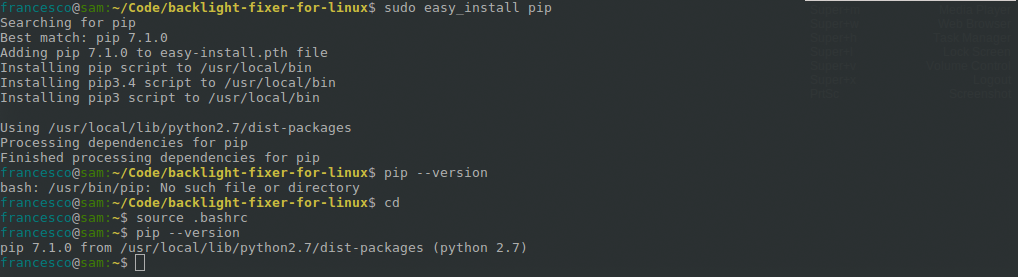 francesco@sam:~/Code/backlight-fixer-for-linux$ sudo easy_install pip
Searching for pip
Best match: pip 7.1.0
Adding pip 7.1.0 to easy-install.pth file
Installing pip script to /usr/local/bin
Installing pip3.4 script to /usr/local/bin
Installing pip3 script to /usr/local/bin

Using /usr/local/lib/python2.7/dist-packages
Processing dependencies for pip
Finished processing dependencies for pip
francesco@sam:~/Code/backlight-fixer-for-linux$ pip --version
bash: /usr/bin/pip: No such file or directory
francesco@sam:~/Code/backlight-fixer-for-linux$ cd
francesco@sam:~$ source .bashrc
francesco@sam:~$ pip --version
pip 7.1.0 from /usr/local/lib/python2.7/dist-packages (python 2.7)
francesco@sam:~$